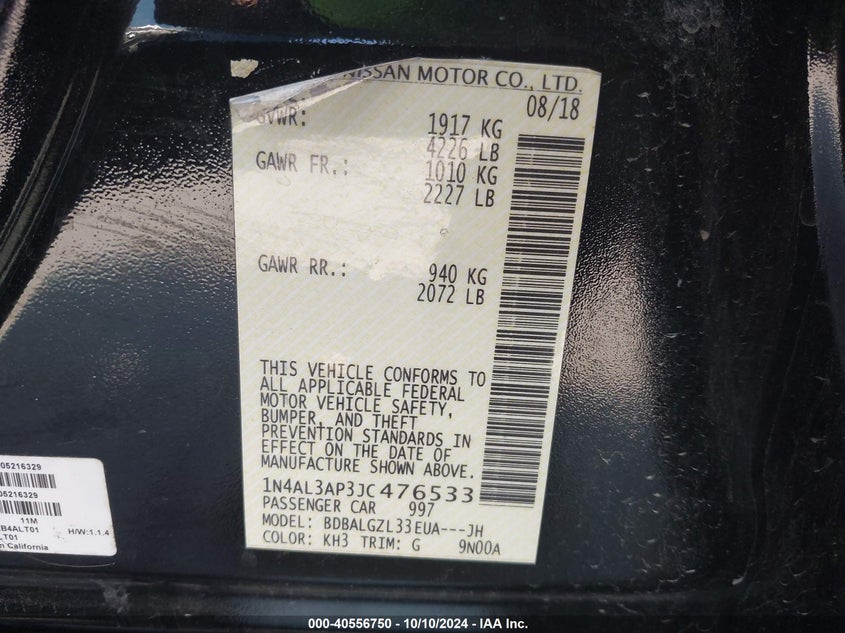 NISSAN MOTOR CO., LTD.
08/18
GVWR: 1917 KG
4226 LB
GAWR FR.: 1010 KG
2227 LB
GAWR RR.: 940 KG
2072 LB
THIS VEHICLE CONFORMS TO
ALL APPLICABLE FEDERAL
MOTOR VEHICLE SAFETY,
BUMPER, AND THEFT
PREVENTION STANDARDS IN
EFFECT ON THE DATE OF
MANUFACTURE SHOWN ABOVE.
1N4AL3AP3JC476533
PASSENGER CAR 997
MODEL: BDBALGZL33EUA---JH
COLOR: KH3 TRIM: G 9N00A
05216329
05216329
11M
B4ALT01 H/W:1.1.4
LT01
n California
000-40556750 - 10/10/2024 - IAA Inc.